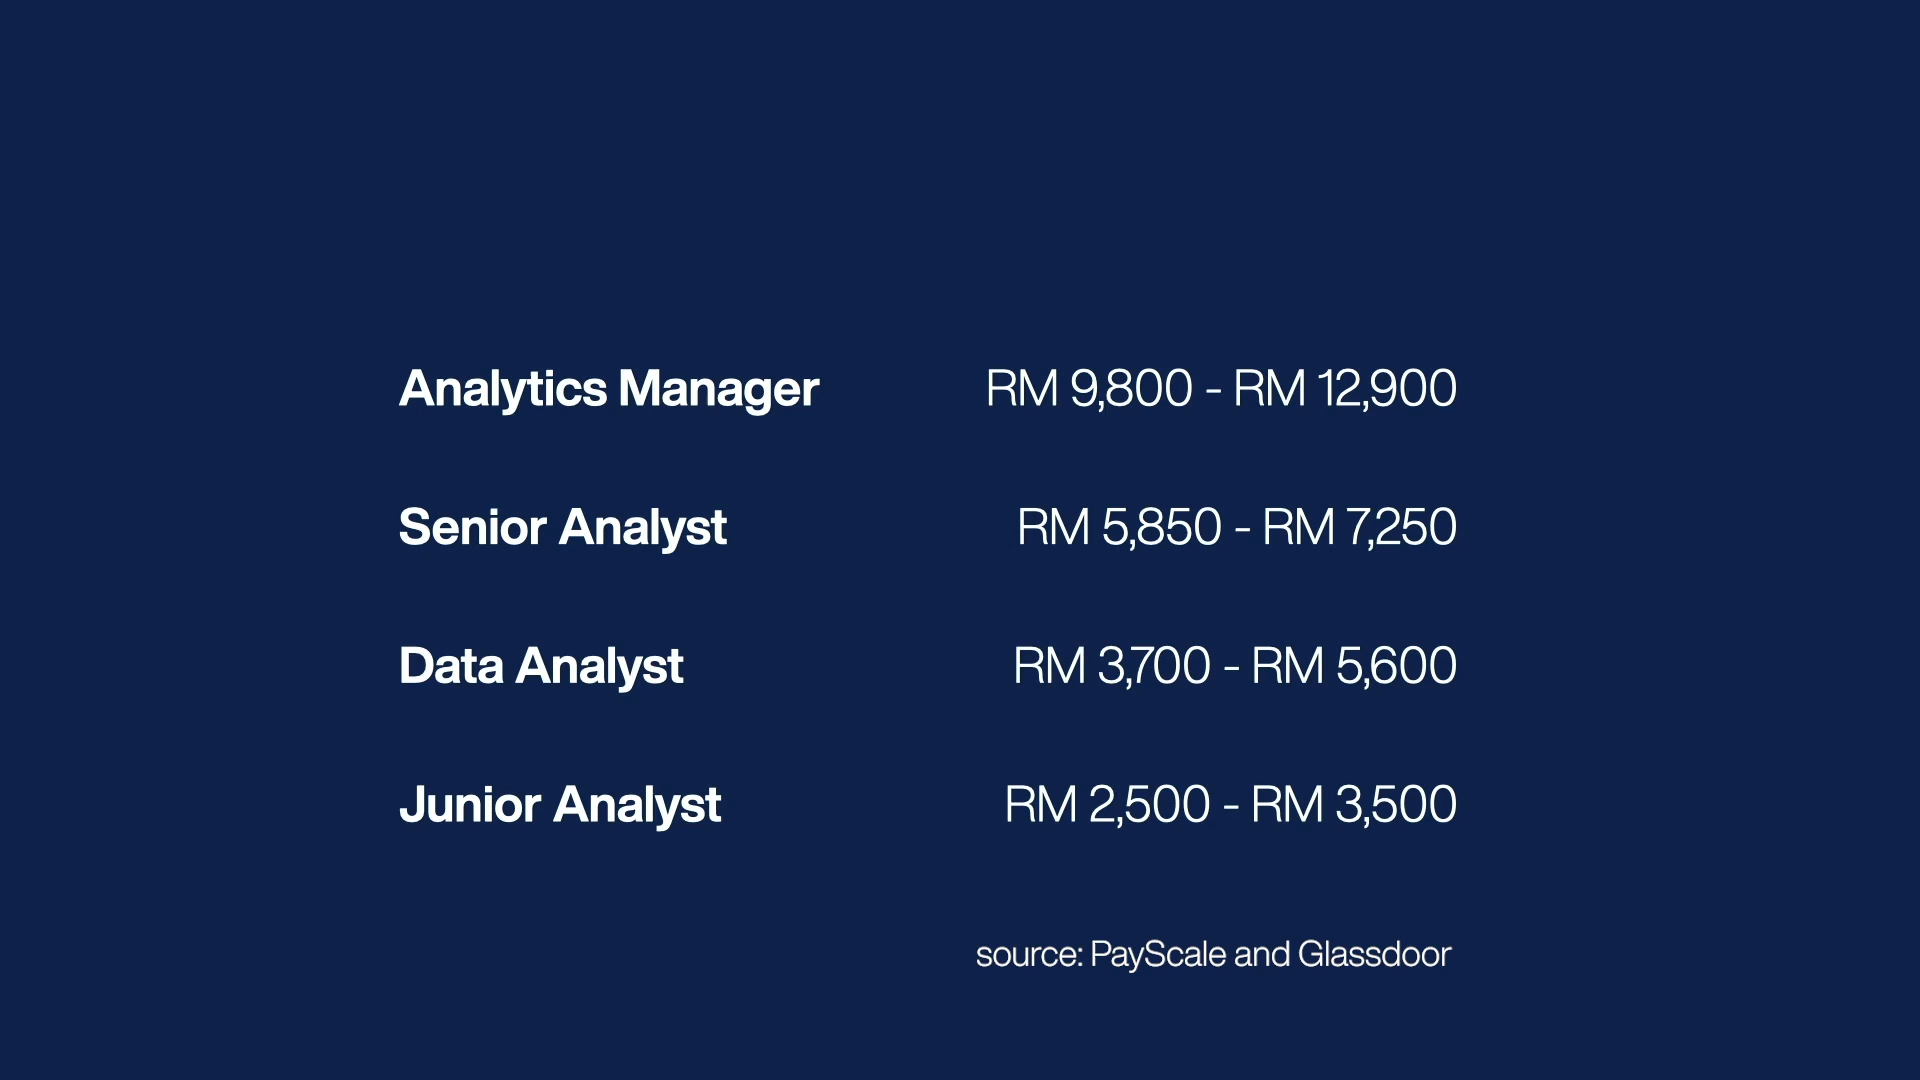 Analytics Manager RM 9,800 - RM 12,900
Senior Analyst RM 5,850 - RM 7,250
Data Analyst RM 3,700 - RM 5,600
Junior Analyst RM 2,500 - RM 3,500
source: PayScale and Glassdoor